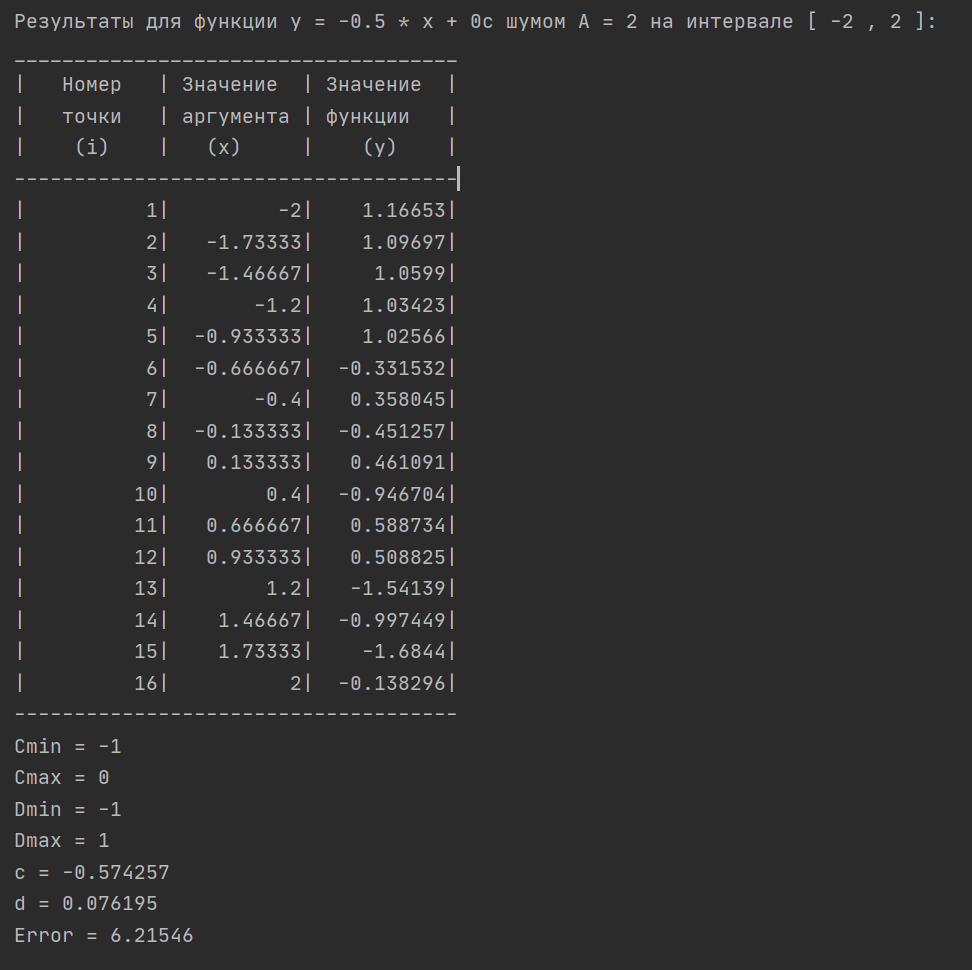 Результаты для функции y = -0.5 * x + 0с шумом A = 2 на интервале [ -2 , 2 ]:
_____________________________________
|   Номер   | Значение  | Значение  |
|   точки   | аргумента | функции   |
|    (i)    |   (x)     |    (y)    |
-------------------------------------
|          1|         -2|    1.16653|
|          2|   -1.73333|    1.09697|
|          3|   -1.46667|     1.0599|
|          4|       -1.2|    1.03423|
|          5|  -0.933333|    1.02566|
|          6|  -0.666667|  -0.331532|
|          7|       -0.4|   0.358045|
|          8|  -0.133333|  -0.451257|
|          9|   0.133333|   0.461091|
|         10|        0.4|  -0.946704|
|         11|   0.666667|   0.588734|
|         12|   0.933333|   0.508825|
|         13|        1.2|   -1.54139|
|         14|    1.46667|  -0.997449|
|         15|    1.73333|    -1.6844|
|         16|          2|  -0.138296|
-------------------------------------
Cmin = -1
Cmax = 0
Dmin = -1
Dmax = 1
c = -0.574257
d = 0.076195
Error = 6.21546